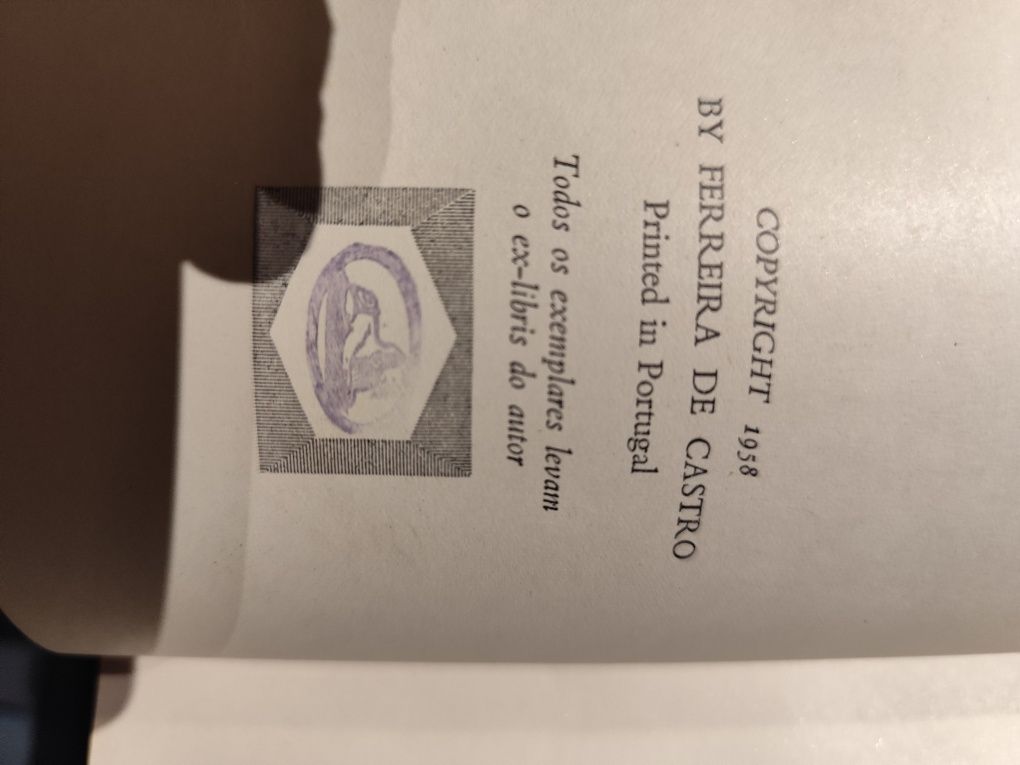 COPYRIGHT 1958
BY FERREIRA DE CASTRO
Printed in Portugal
Todos os exemplares levam
o ex-libris do autor